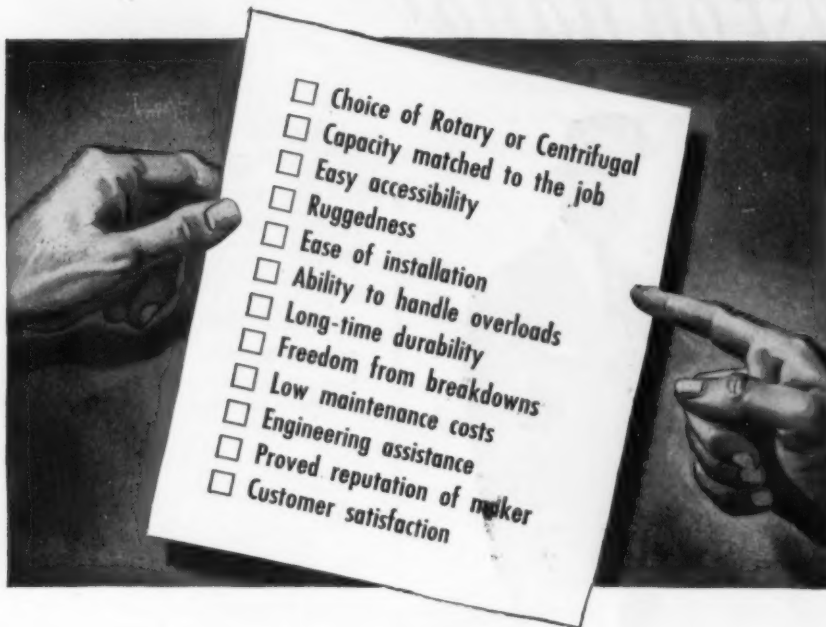 Choice of Rotary or Centrifugal
Capacity matched to the job
Easy accessibility
Ruggedness
Ease of installation
Ability to handle overloads
Long-time durability
Freedom from breakdowns
Low maintenance costs
Engineering assistance
Proved reputation of maker
Customer satisfaction